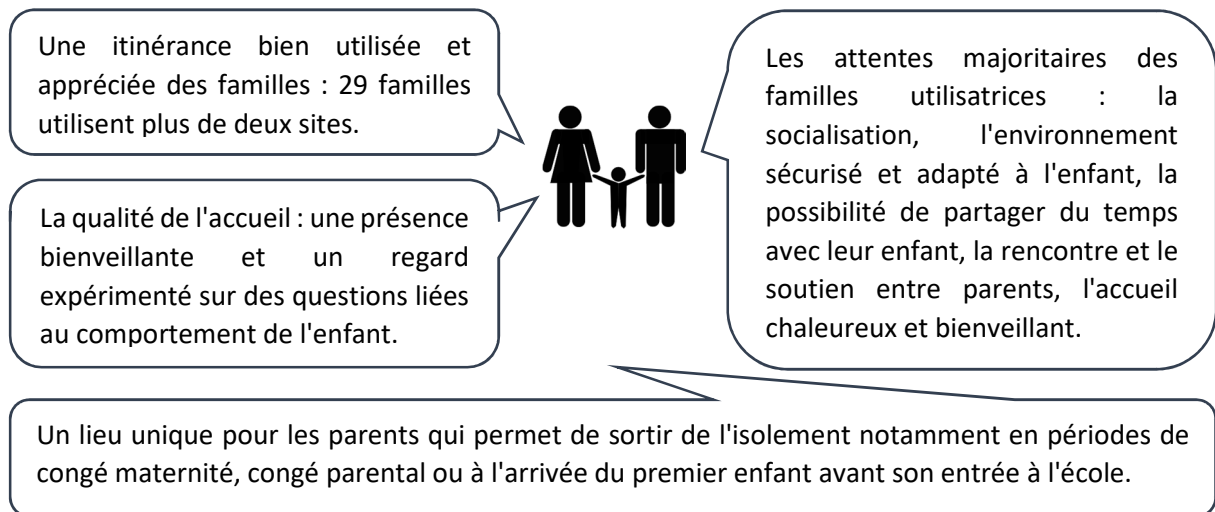 Une itinérance bien utilisée et
appréciée des familles : 29 familles
utilisent plus de deux sites.
La qualité de l'accueil : une présence
bienveillante et un regard
expérimenté sur des questions liées
au comportement de l'enfant.
Les attentes majoritaires des
familles utilisatrices : la
socialisation, l'environnement
sécurisé et adapté à l'enfant, la
possibilité de partager du temps
avec leur enfant, la rencontre et le
soutien entre parents, l'accueil
chaleureux et bienveillant.
Un lieu unique pour les parents qui permet de sortir de l'isolement notamment en périodes de
congé maternité, congé parental ou à l'arrivée du premier enfant avant son entrée à l'école.